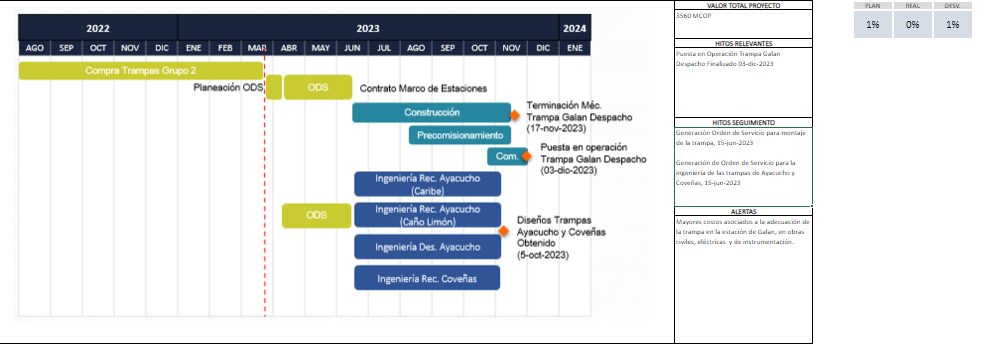 2022 2023 2024
AGO SEP OCT NOV DIC ENE FEB MAR ABR MAY JUN JUL AGO SEP OCT NOV DIC ENE
Compra Trampas Grupo 2
Planeación ODS
ODS
Contrato Marco de Estaciones
Construcción
Terminación Méc.
Trampa Galan Despacho
(17-nov-2023)
Precomisionamiento
Com.
Puesta en operación
Trampa Galan Despacho
(03-dic-2023)
Ingeniería Rec. Ayacucho
(Caribe)
ODS
Ingeniería Rec. Ayacucho
(Caño Limón)
Diseños Trampas
Ayacucho y Coveñas
Obtenido
(5-oct-2023)
Ingeniería Des. Ayacucho
Ingeniería Rec. Coveñas
VALOR TOTAL PROYECTO
3560 MCOP
HITOS RELEVANTES
Puesta en Operación Trampa Galan
Despacho Finalizado 03-dic-2023
HITOS SEGUIMIENTO
Generación Orden de Servicio para montaje
de la trampa, 15-jun-2023
Generación de Orden de Servicio para la
ingeniería de las trampas de Ayacucho y
Coveñas, 15-jun-2023
ALERTAS
Mayores costos asociados a la adecuación de
la trampa en la estación de Galan, en obras
civiles, eléctricas y de instrumentación.
PLAN REAL DESV.
1% 0% 1%